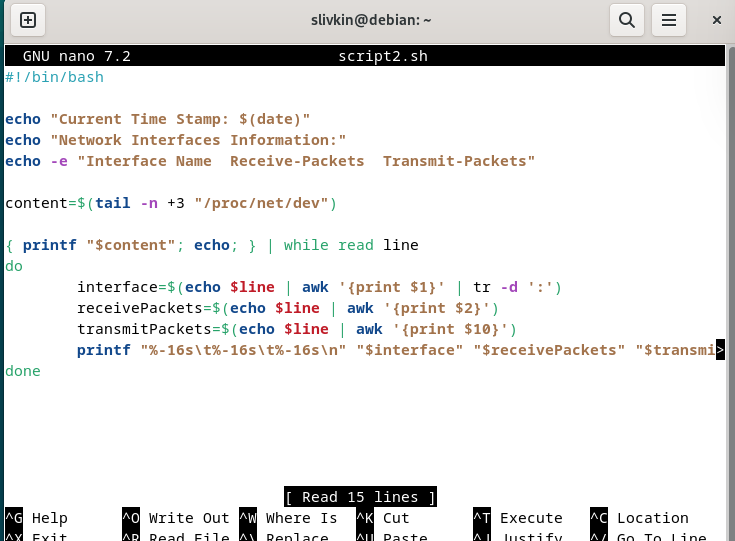 slivkin@debian: ~
GNU nano 7.2 script2.sh
#!/bin/bash
echo "Current Time Stamp: $(date)"
echo "Network Interfaces Information:"
echo -e "Interface Name  Receive-Packets  Transmit-Packets"
content=$(tail -n +3 "/proc/net/dev")
{ printf "$content"; echo; } | while read line
do
        interface=$(echo $line | awk '{print $1}' | tr -d ':')
        receivePackets=$(echo $line | awk '{print $2}')
        transmitPackets=$(echo $line | awk '{print $10}')
        printf "%-16s\t%-16s\t%-16s\n" "$interface" "$receivePackets" "$transmi>
done
[ Read 15 lines ]
^G Help ^O Write Out ^W Where Is ^K Cut ^T Execute ^C Location
^X Exit ^R Read File ^\ Replace ^U Paste ^J Justify ^/ Go To Line